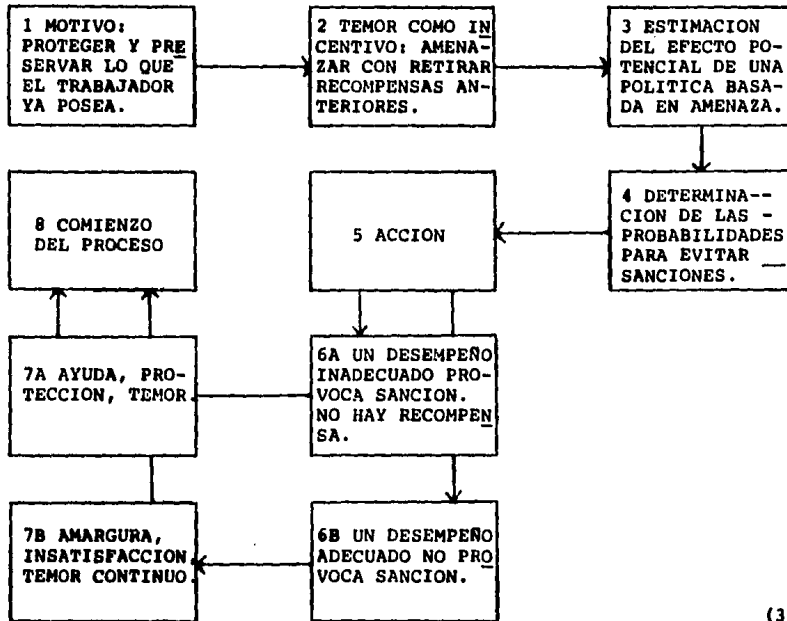 1 MOTIVO:
PROTEGER Y PRE
SERVAR LO QUE
EL TRABAJADOR
YA POSEA.
2 TEMOR COMO IN
CENTIVO: AMENA-
ZAR CON RETIRAR
RECOMPENSAS AN-
TERIORES.
3 ESTIMACION
DEL EFECTO PO-
TENCIAL DE UNA
POLITICA BASA-
DA EN AMENAZA.
4 DETERMINA--
CION DE LAS -
PROBABILIDADES
PARA EVITAR
SANCIONES.
5 ACCION
8 COMIENZO
DEL PROCESO
6A UN DESEMPEÑO
INADECUADO PRO-
VOCA SANCION.
NO HAY RECOMPEN
SA.
7A AYUDA, PRO-
TECCION, TEMOR.
6B UN DESEMPEÑO
ADECUADO NO PRO
VOCA SANCION.
7B AMARGURA,
INSATISFACCION,
TEMOR CONTINUO.
(3